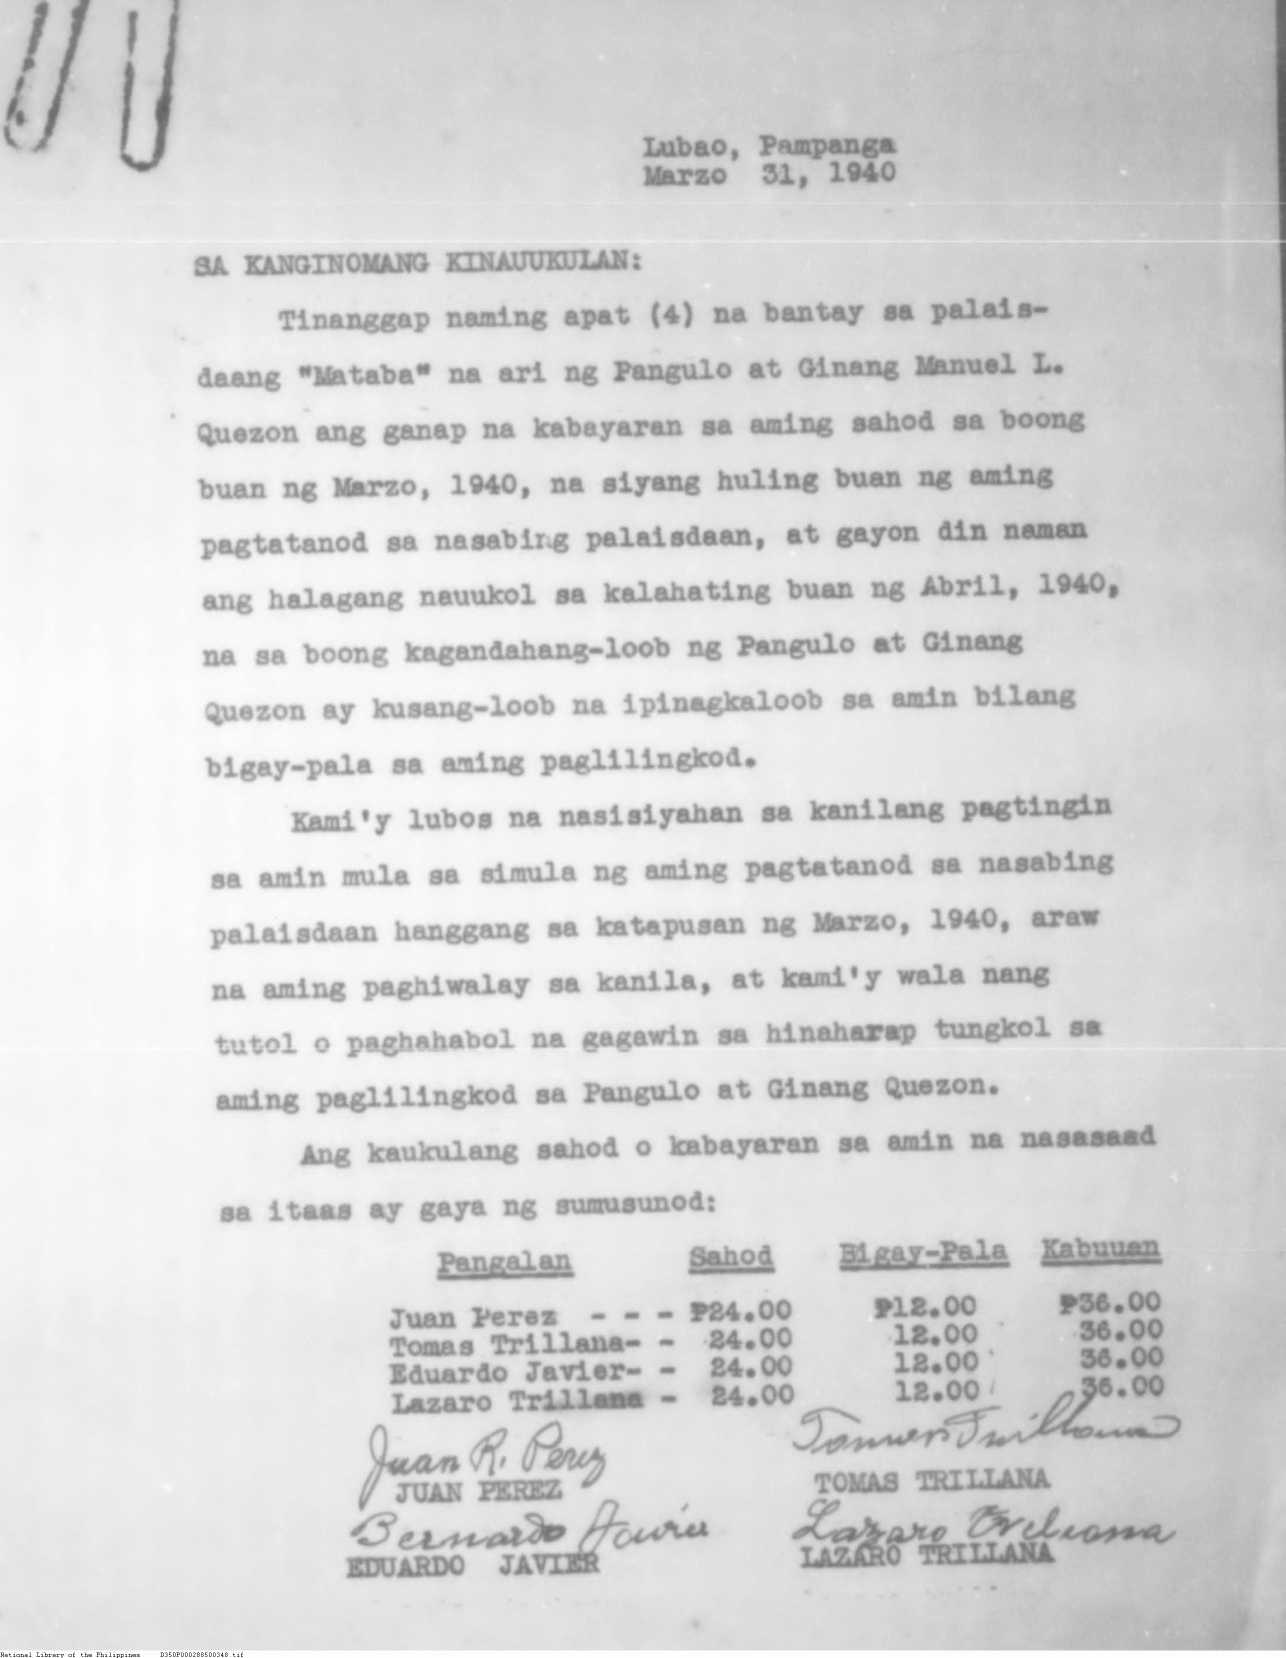 Lubao, Pampanga
Marzo 31, 1940
SA KANGINOMANG KINAUUKULAN:
Tinanggap naming apat (4) na bantay sa palais-
daang "Mataba" na ari ng Pangulo at Ginang Manuel L.
Quezon ang ganap na kabayaran sa aming sahod sa boong
buan ng Marzo, 1940, na siyang huling buan ng aming
pagtatanod sa nasabing palaisdaan, at gayon din naman
ang halagang nauukol sa kalahating buan ng Abril, 1940,
na sa boong kagandahang-loob ng Pangulo at Ginang
Quezon ay kusang-loob na ipinagkaloob sa amin bilang
bigay-pala sa aming paglilingkod.
Kami'y lubos na nasisiyahan sa kanilang pagtingin
sa amin mula sa simula ng aming pagtatanod sa nasabing
palaisdaan hanggang sa katapusan ng Marzo, 1940, araw
na aming paghiwalay sa kanila, at kami'y wala nang
tutol o paghahabol na gagawin sa hinaharap tungkol sa
aming paglilingkod sa Pangulo at Ginang Quezon.
Ang kaukulang sahod o kabayaran sa amin na nasasaad
sa itaas ay gaya ng sumusunod:
Pangalan Sahod Bigay-Pala Kabuuan
Juan Perez - - - ₱24.00 ₱12.00 ₱36.00
Tomas Trillana- - 24.00 12.00 36.00
Eduardo Javier- - 24.00 12.00 36.00
Lazaro Trillana - 24.00 12.00 36.00
Juan R. Perez Tomas Trillana
JUAN PEREZ TOMAS TRILLANA
Bernardo Javier Lazaro Trillana
EDUARDO JAVIER LAZARO TRILLANA
National Library of the Philippines D350P000288500348.tif